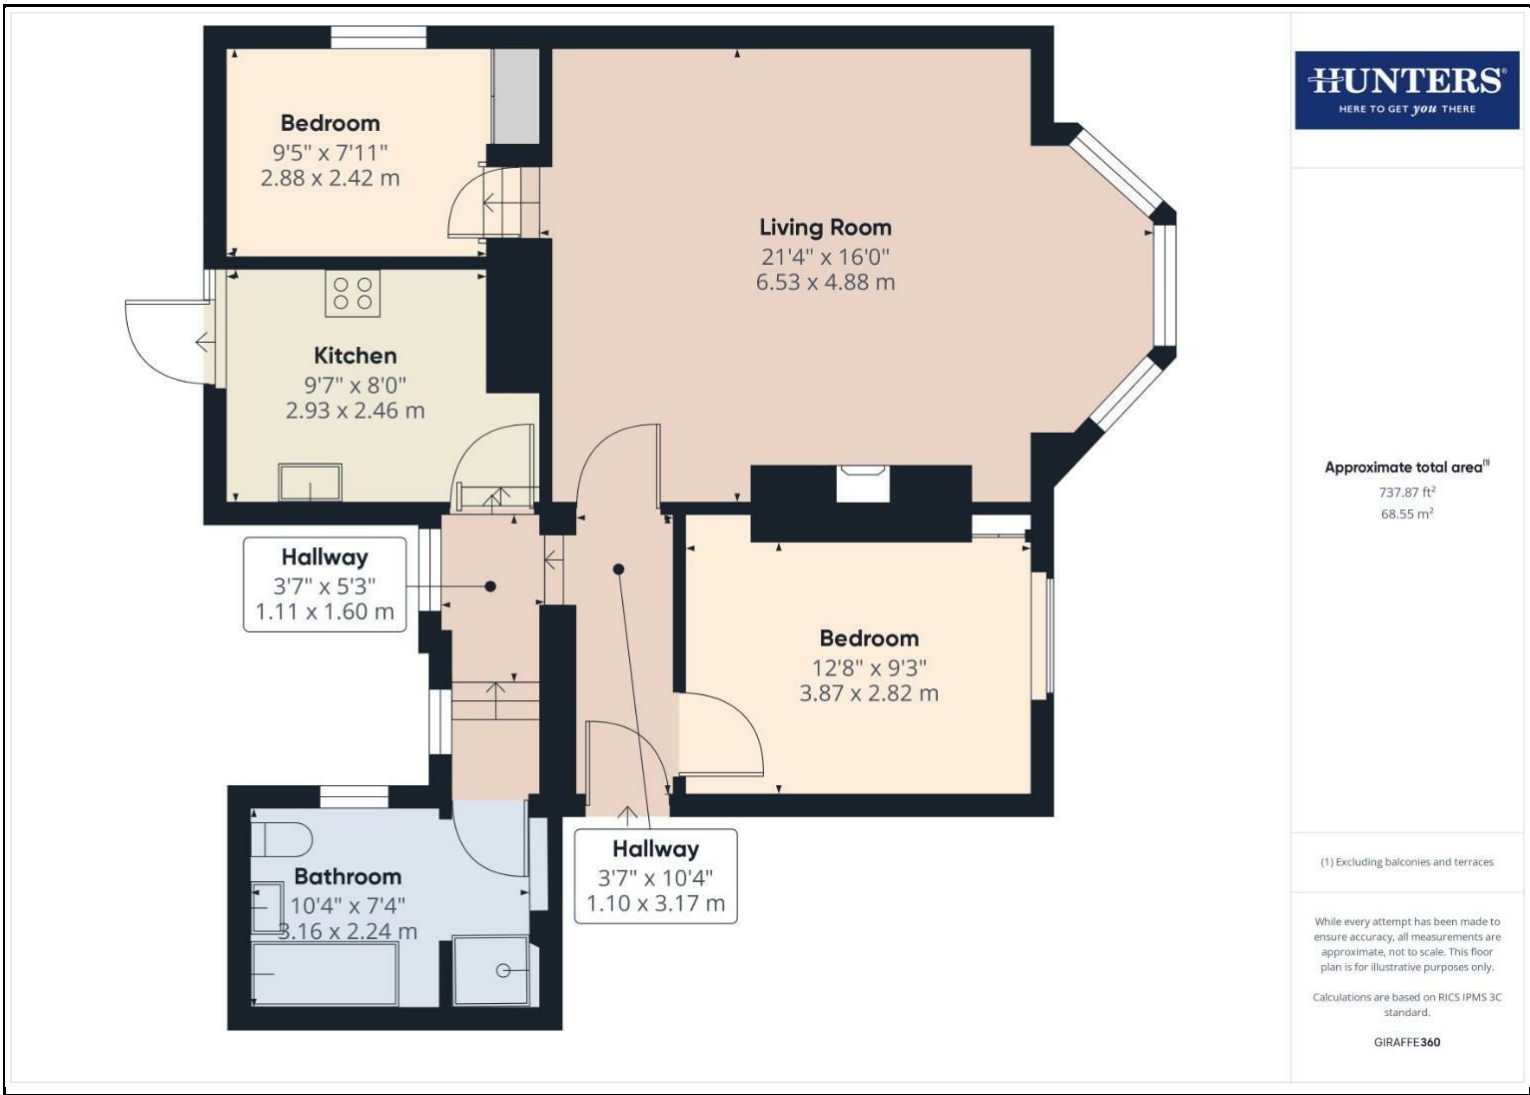 Bedroom
9'5" x 7'11"
2.88 x 2.42 m
Living Room
21'4" x 16'0"
6.53 x 4.88 m
Kitchen
9'7" x 8'0"
2.93 x 2.46 m
Hallway
3'7" x 5'3"
1.11 x 1.60 m
Bedroom
12'8" x 9'3"
3.87 x 2.82 m
Hallway
3'7" x 10'4"
1.10 x 3.17 m
Bathroom
10'4" x 7'4"
3.16 x 2.24 m
HUNTERS®
HERE TO GET you THERE
Approximate total area⁽¹⁾
737.87 ft²
68.55 m²
(1) Excluding balconies and terraces
While every attempt has been made to
ensure accuracy, all measurements are
approximate, not to scale. This floor
plan is for illustrative purposes only.
Calculations are based on RICS IPMS 3C
standard.
GIRAFFE360